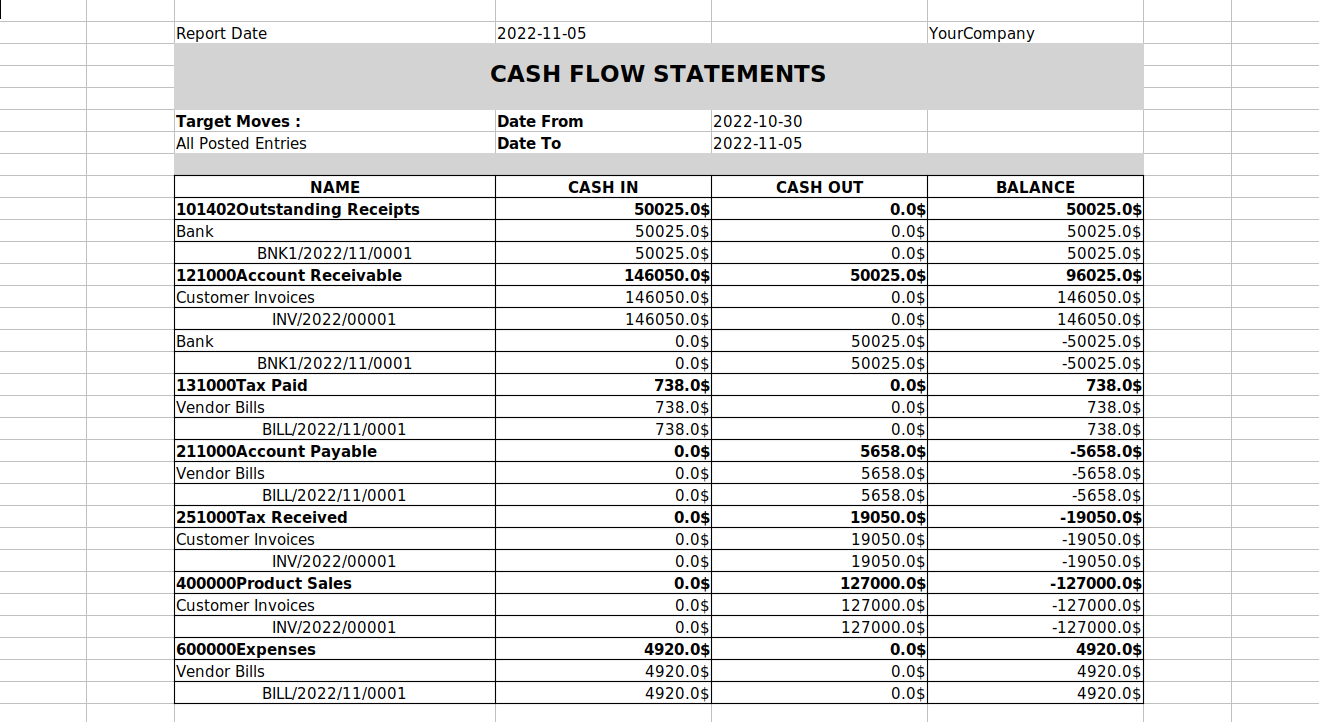 Report Date 2022-11-05 YourCompany
CASH FLOW STATEMENTS
Target Moves : Date From 2022-10-30
All Posted Entries Date To 2022-11-05
NAME CASH IN CASH OUT BALANCE
101402Outstanding Receipts 50025.0$ 0.0$ 50025.0$
Bank 50025.0$ 0.0$ 50025.0$
BNK1/2022/11/0001 50025.0$ 0.0$ 50025.0$
121000Account Receivable 146050.0$ 50025.0$ 96025.0$
Customer Invoices 146050.0$ 0.0$ 146050.0$
INV/2022/00001 146050.0$ 0.0$ 146050.0$
Bank 0.0$ 50025.0$ -50025.0$
BNK1/2022/11/0001 0.0$ 50025.0$ -50025.0$
131000Tax Paid 738.0$ 0.0$ 738.0$
Vendor Bills 738.0$ 0.0$ 738.0$
BILL/2022/11/0001 738.0$ 0.0$ 738.0$
211000Account Payable 0.0$ 5658.0$ -5658.0$
Vendor Bills 0.0$ 5658.0$ -5658.0$
BILL/2022/11/0001 0.0$ 5658.0$ -5658.0$
251000Tax Received 0.0$ 19050.0$ -19050.0$
Customer Invoices 0.0$ 19050.0$ -19050.0$
INV/2022/00001 0.0$ 19050.0$ -19050.0$
400000Product Sales 0.0$ 127000.0$ -127000.0$
Customer Invoices 0.0$ 127000.0$ -127000.0$
INV/2022/00001 0.0$ 127000.0$ -127000.0$
600000Expenses 4920.0$ 0.0$ 4920.0$
Vendor Bills 4920.0$ 0.0$ 4920.0$
BILL/2022/11/0001 4920.0$ 0.0$ 4920.0$